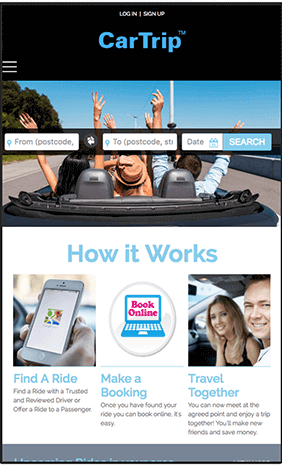 LOG IN | SIGN UP
CarTrip™
From (postcode,
To (postcode, st
Date
SEARCH
How it Works
Book
Online
Find A Ride
Find a Ride with a Trusted
and Reviewed Driver or
Offer a Ride to a Passenger.
Make a
Booking
Once you have found your
ride you can book online, it's
easy.
Travel
Together
You can now meet at the
agreed point and enjoy a trip
together! You'll make new
friends and save money.